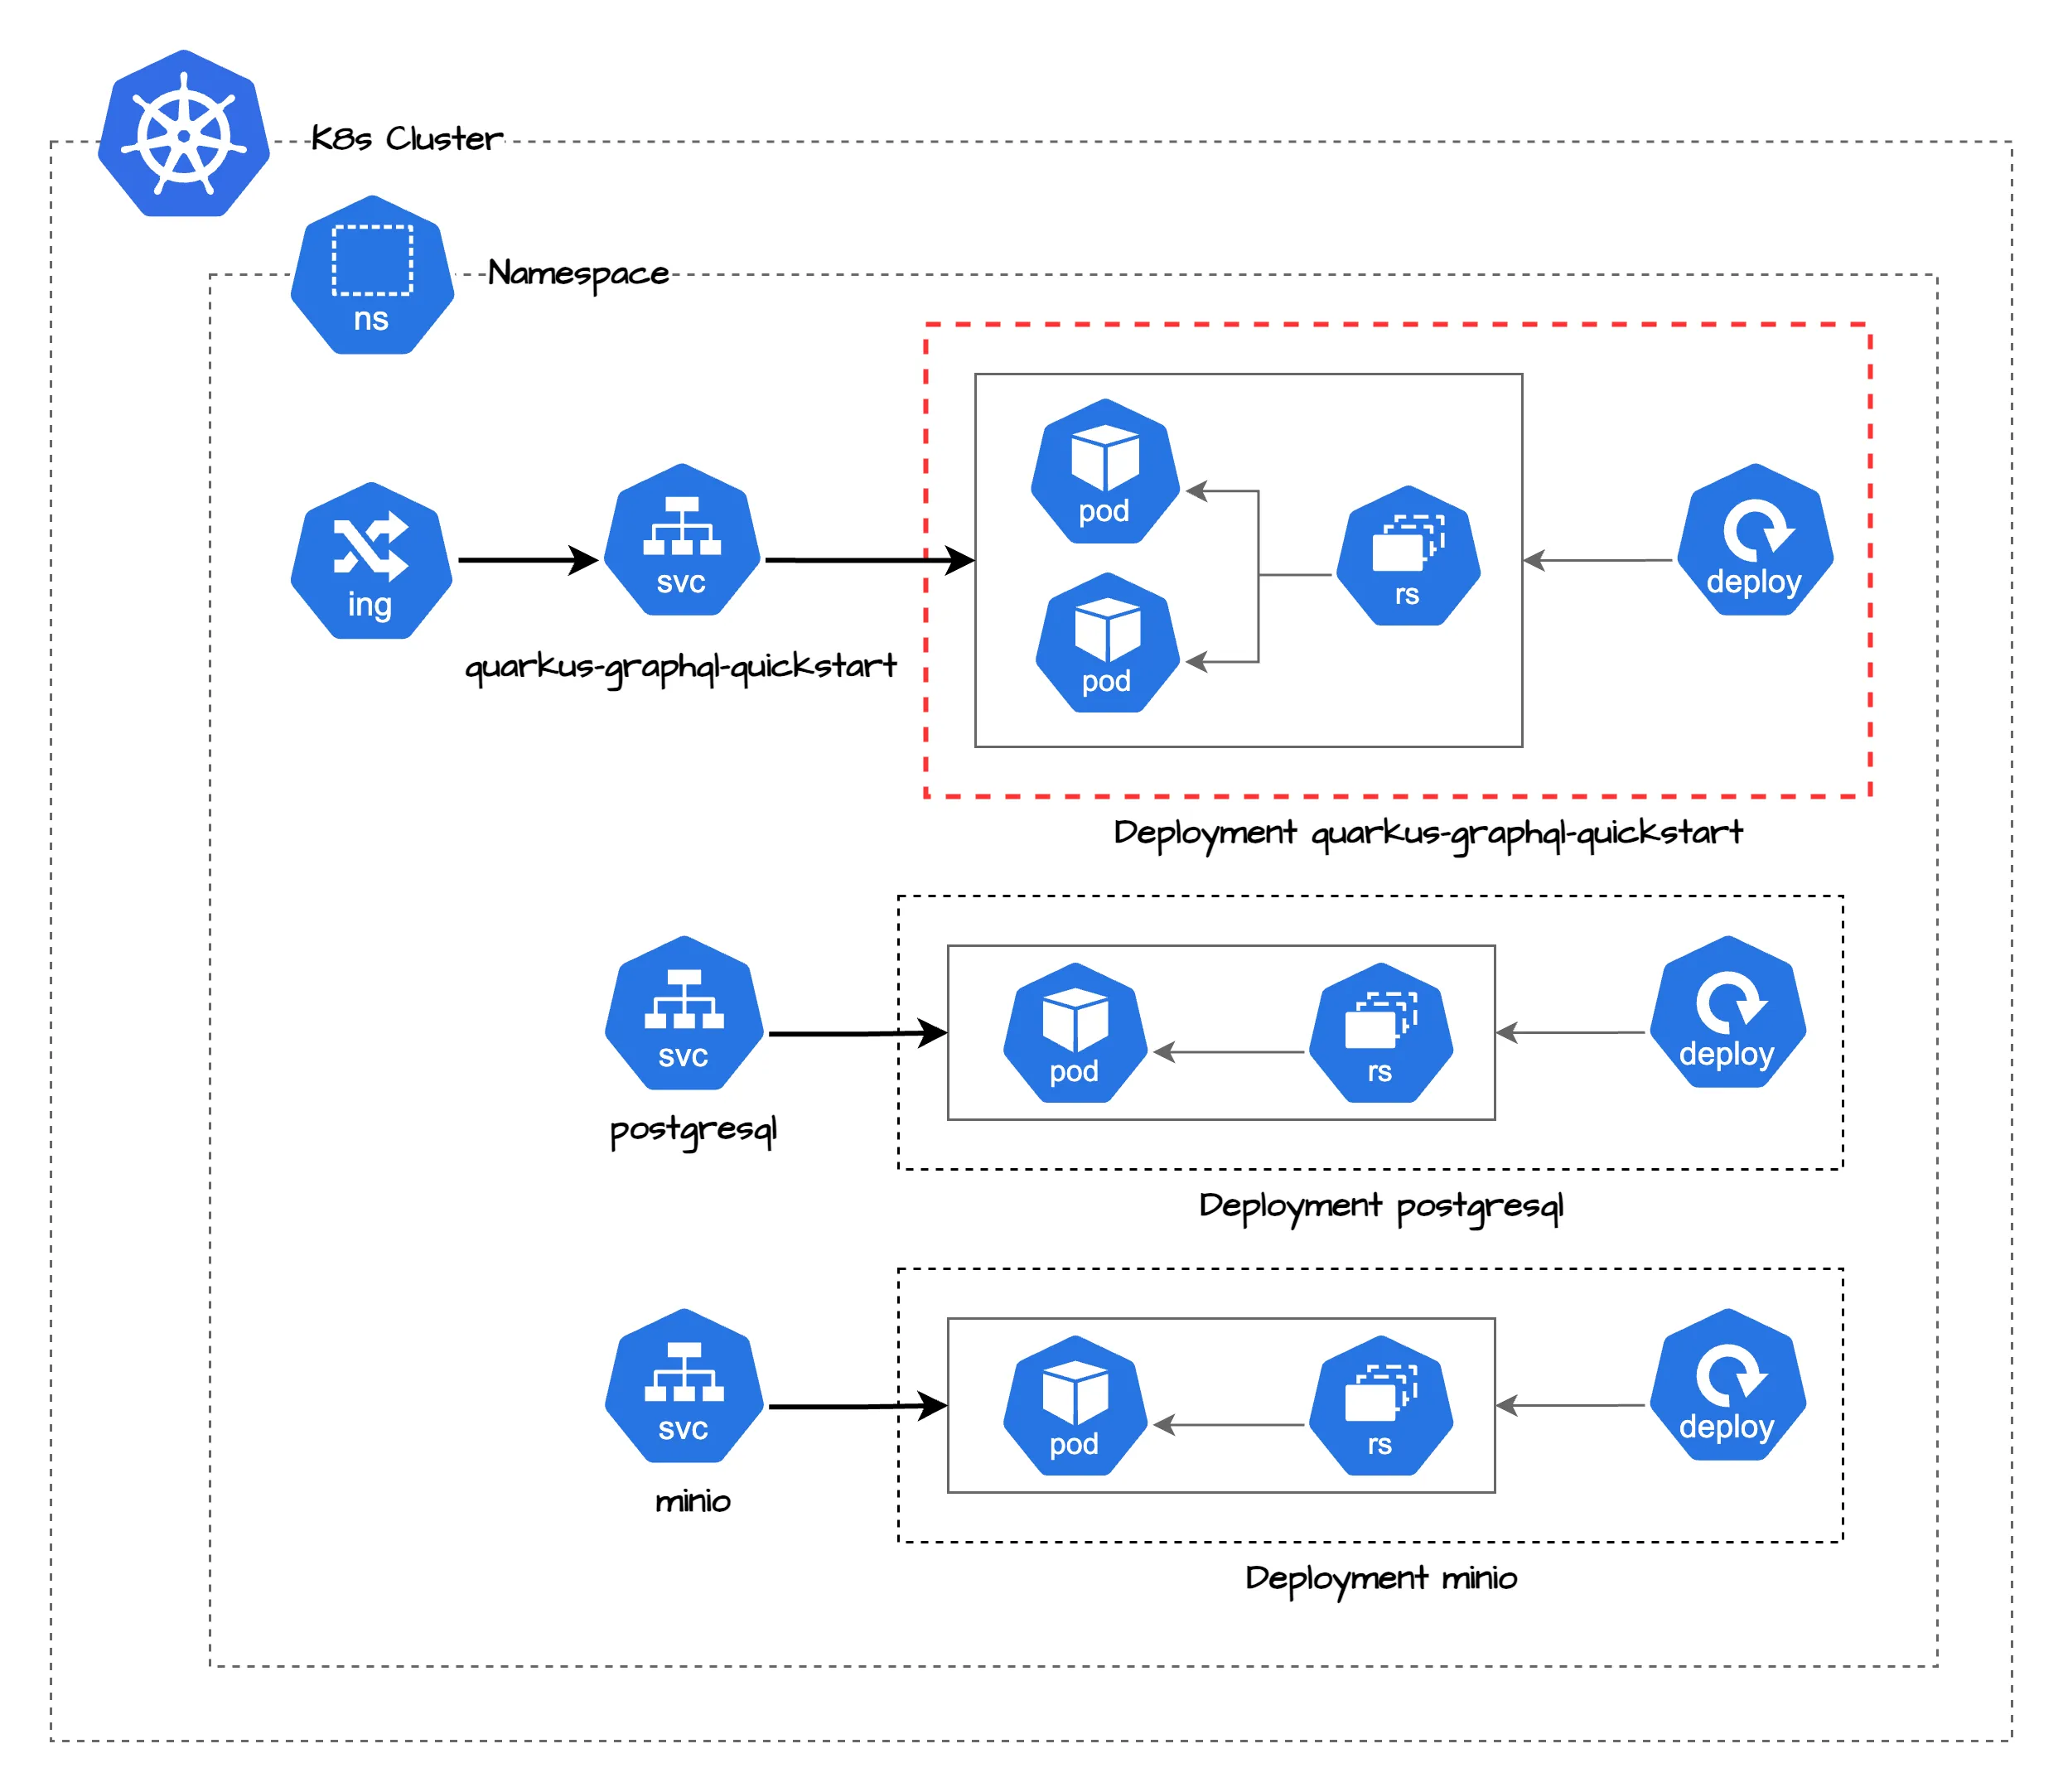 K8s Cluster
Namespace
ns
pod
ing
svc
pod
rs
deploy
quarkus-graphql-quickstart
Deployment quarkus-graphql-quickstart
svc
pod
rs
deploy
postgresql
Deployment postgresql
svc
pod
rs
deploy
minio
Deployment minio